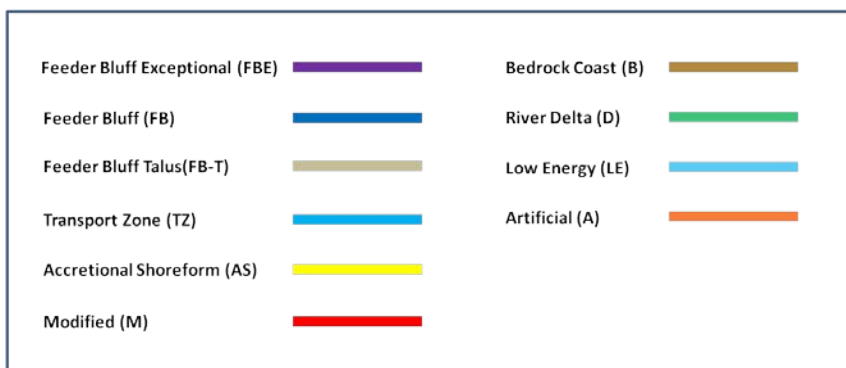 Feeder Bluff Exceptional (FBE)
Feeder Bluff (FB)
Feeder Bluff Talus(FB-T)
Transport Zone (TZ)
Accretional Shoreform (AS)
Modified (M)
Bedrock Coast (B)
River Delta (D)
Low Energy (LE)
Artificial (A)